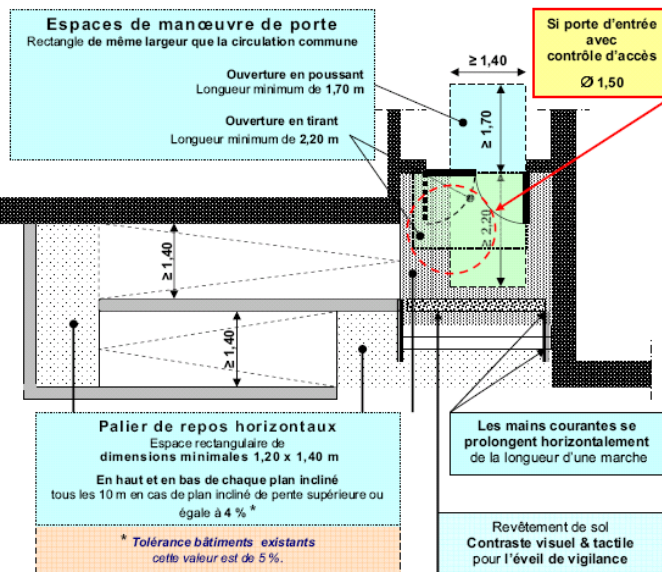 Espaces de manœuvre de porte
Rectangle de même largeur que la circulation commune
Ouverture en poussant
Longueur minimum de 1,70 m
Ouverture en tirant
Longueur minimum de 2,20 m
Si porte d'entrée
avec
contrôle d'accès
Ø 1,50
≥ 1,40
≥ 1,70
≥ 2,20
≥ 1,40
≥ 1,40
Palier de repos horizontaux
Espace rectangulaire de
dimensions minimales 1,20 x 1,40 m
En haut et en bas de chaque plan incliné
tous les 10 m en cas de plan incliné de pente supérieure ou
égale à 4 % *
* Tolérance bâtiments existants
cette valeur est de 5 %.
Les mains courantes se
prolongent horizontalement
de la longueur d'une marche
Revêtement de sol
Contraste visuel & tactile
pour l'éveil de vigilance